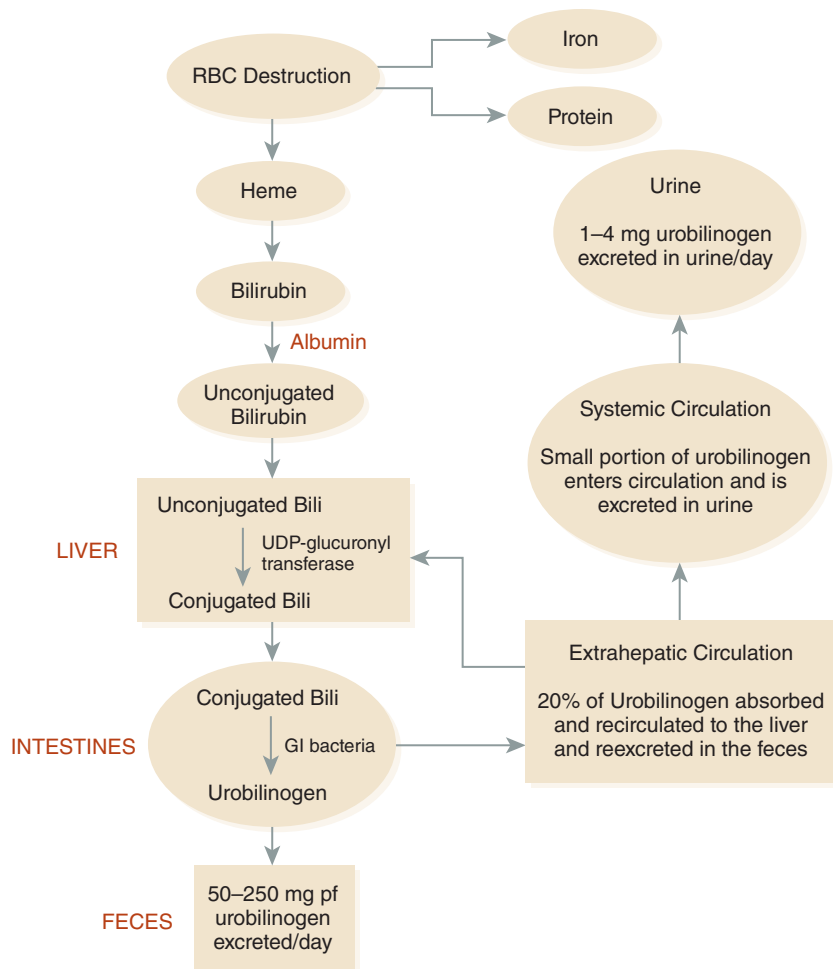 RBC Destruction
Iron
Protein
Heme
Bilirubin
Albumin
Unconjugated
Bilirubin
LIVER
Unconjugated Bili
UDP-glucuronyl
transferase
Conjugated Bili
INTESTINES
Conjugated Bili
GI bacteria
Urobilinogen
FECES
50–250 mg pf
urobilinogen
excreted/day
Urine
1–4 mg urobilinogen
excreted in urine/day
Systemic Circulation
Small portion of urobilinogen
enters circulation and is
excreted in urine
Extrahepatic Circulation
20% of Urobilinogen absorbed
and recirculated to the liver
and reexcreted in the feces